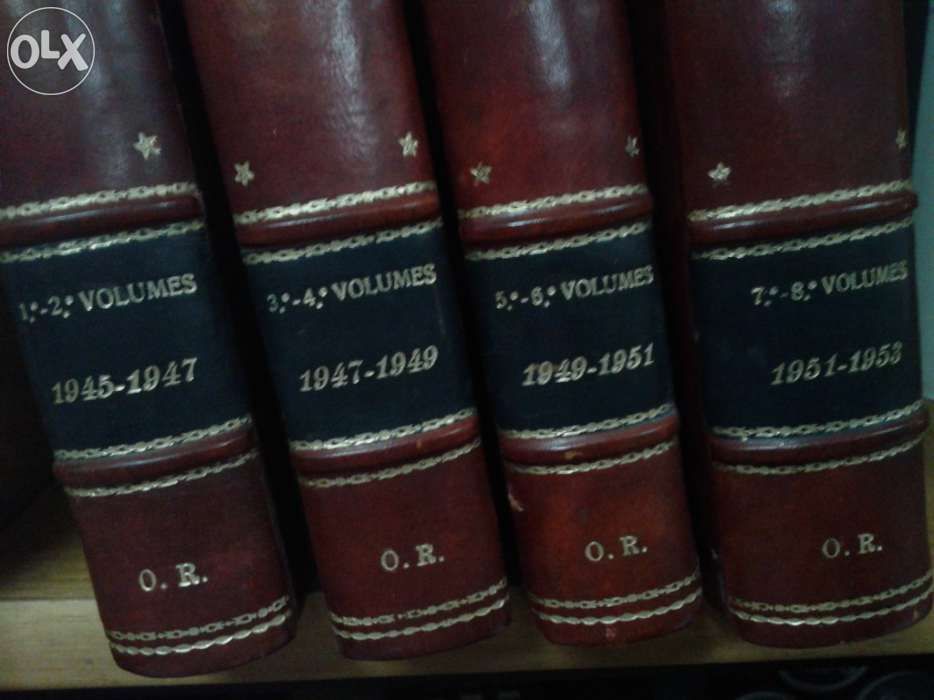 OLX
1.º-2.º VOLUMES
1945-1947
O. R.
3.º-4.º VOLUMES
1947-1949
O. R.
5.º-6.º VOLUMES
1949-1951
O. R.
7.º-8.º VOLUMES
1951-1953
O. R.